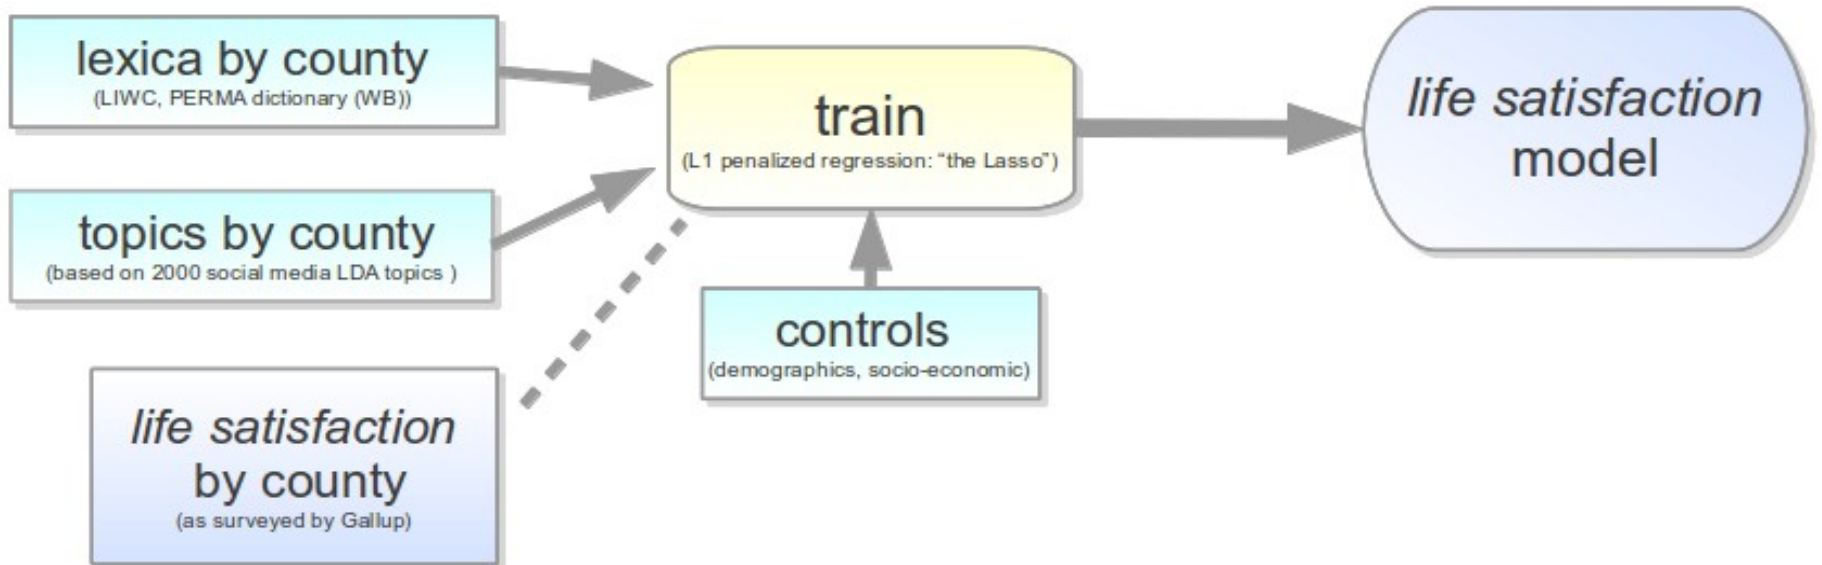 lexica by county
(LIWC, PERMA dictionary (WB))
topics by county
(based on 2000 social media LDA topics )
life satisfaction
by county
(as surveyed by Gallup)
train
(L1 penalized regression: “the Lasso”)
controls
(demographics, socio-economic)
life satisfaction
model